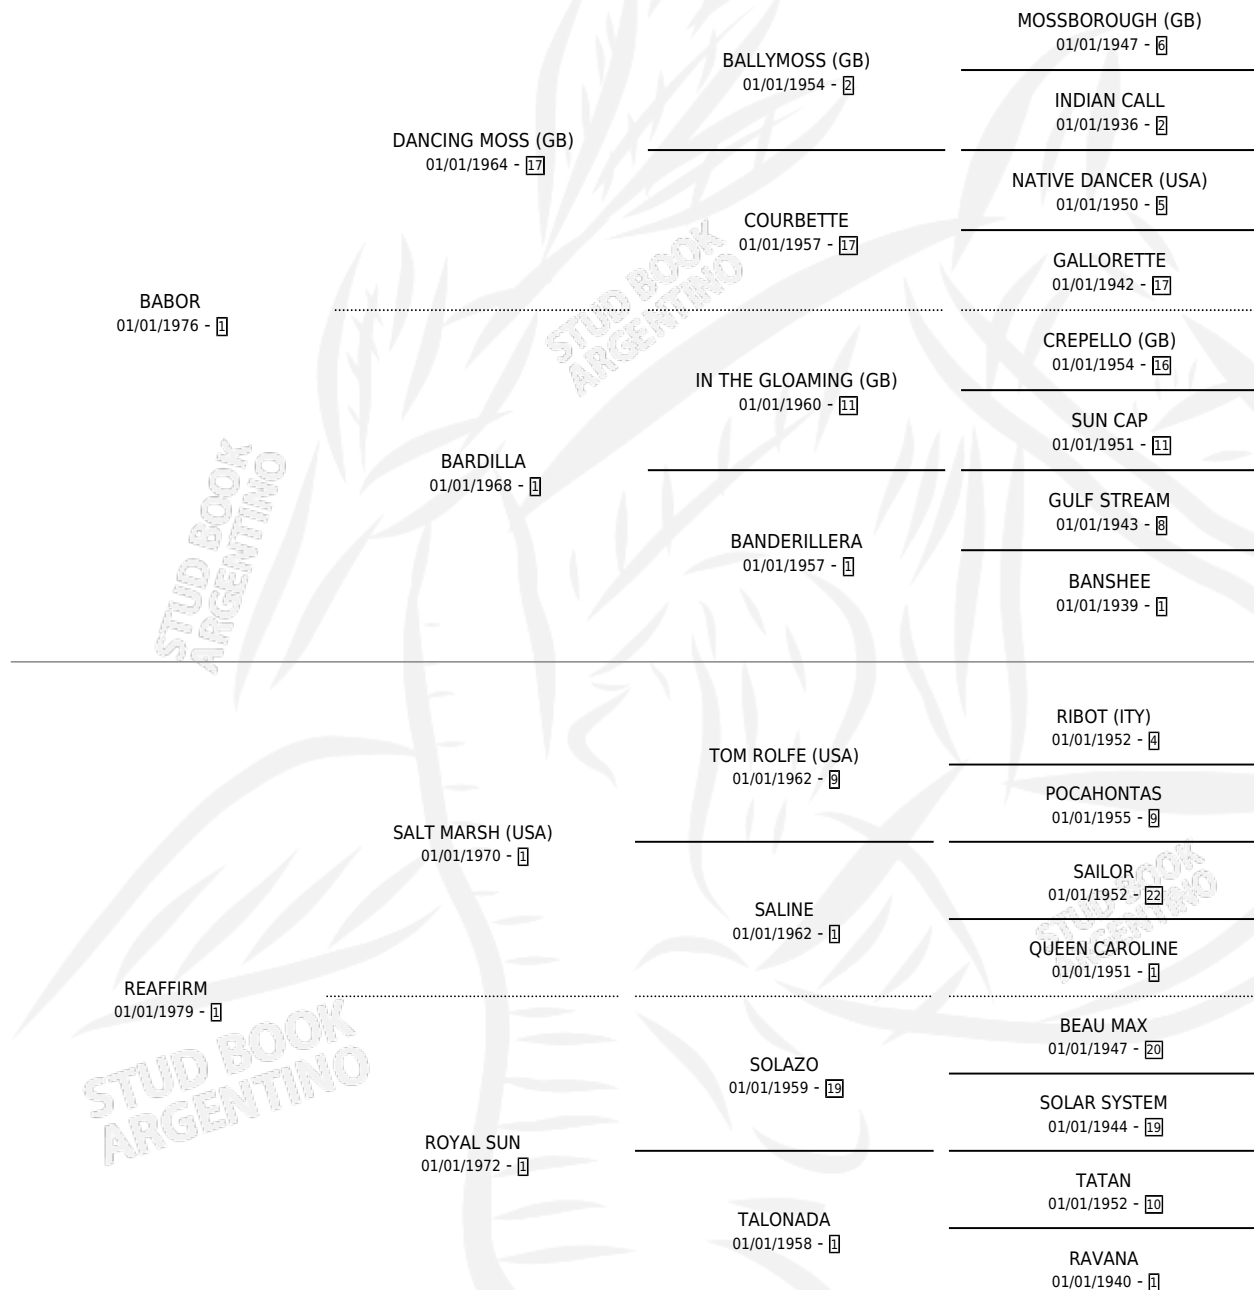 MOSSBOROUGH (GB)
01/01/1947 - 6
BALLYMOSS (GB)
01/01/1954 - 2
INDIAN CALL
01/01/1936 - 2
DANCING MOSS (GB)
01/01/1964 - 17
NATIVE DANCER (USA)
01/01/1950 - 5
COURBETTE
01/01/1957 - 17
GALLORETTE
01/01/1942 - 17
BABOR
01/01/1976 - 1
CREPELLO (GB)
01/01/1954 - 16
IN THE GLOAMING (GB)
01/01/1960 - 11
SUN CAP
01/01/1951 - 11
BARDILLA
01/01/1968 - 1
GULF STREAM
01/01/1943 - 8
BANDERILLERA
01/01/1957 - 1
BANSHEE
01/01/1939 - 1
RIBOT (ITY)
01/01/1952 - 4
TOM ROLFE (USA)
01/01/1962 - 9
POCAHONTAS
01/01/1955 - 9
SALT MARSH (USA)
01/01/1970 - 1
SAILOR
01/01/1952 - 22
SALINE
01/01/1962 - 1
QUEEN CAROLINE
01/01/1951 - 1
REAFFIRM
01/01/1979 - 1
BEAU MAX
01/01/1947 - 20
SOLAZO
01/01/1959 - 19
SOLAR SYSTEM
01/01/1944 - 19
ROYAL SUN
01/01/1972 - 1
TATAN
01/01/1952 - 10
TALONADA
01/01/1958 - 1
RAVANA
01/01/1940 - 1
STUD BOOK
ARGENTINO
STUD BOOK
ARGENTINO
STUD BOOK
ARGENTINO
STUD BOOK
ARGENTINO